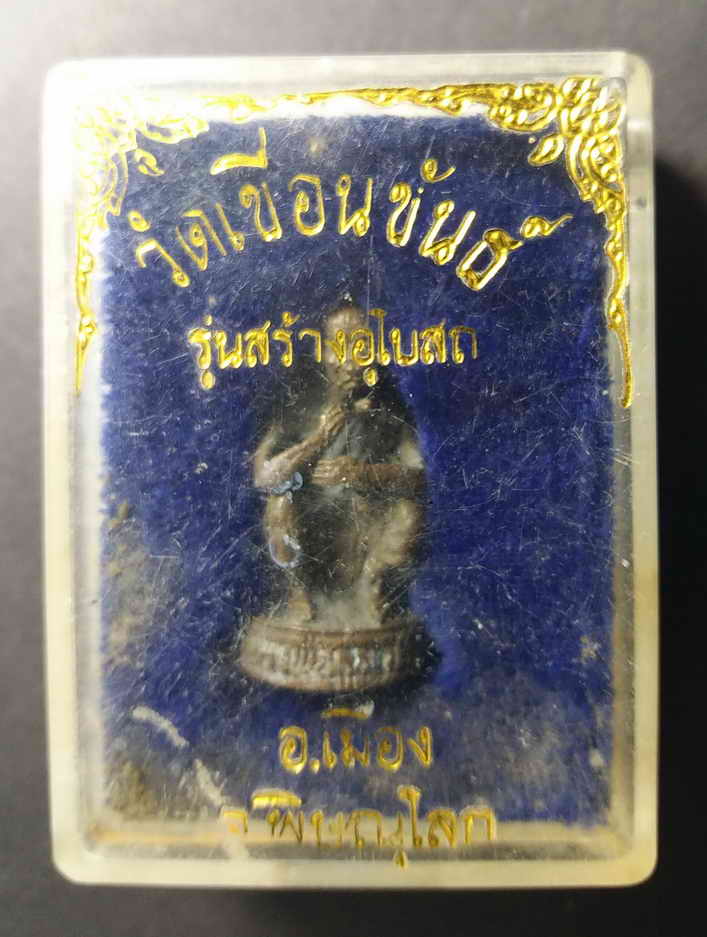 วัดเขื่อนขันธ์
รุ่นสร้างอุโบสถ
อ.เมือง
จ.พิษณุโลก